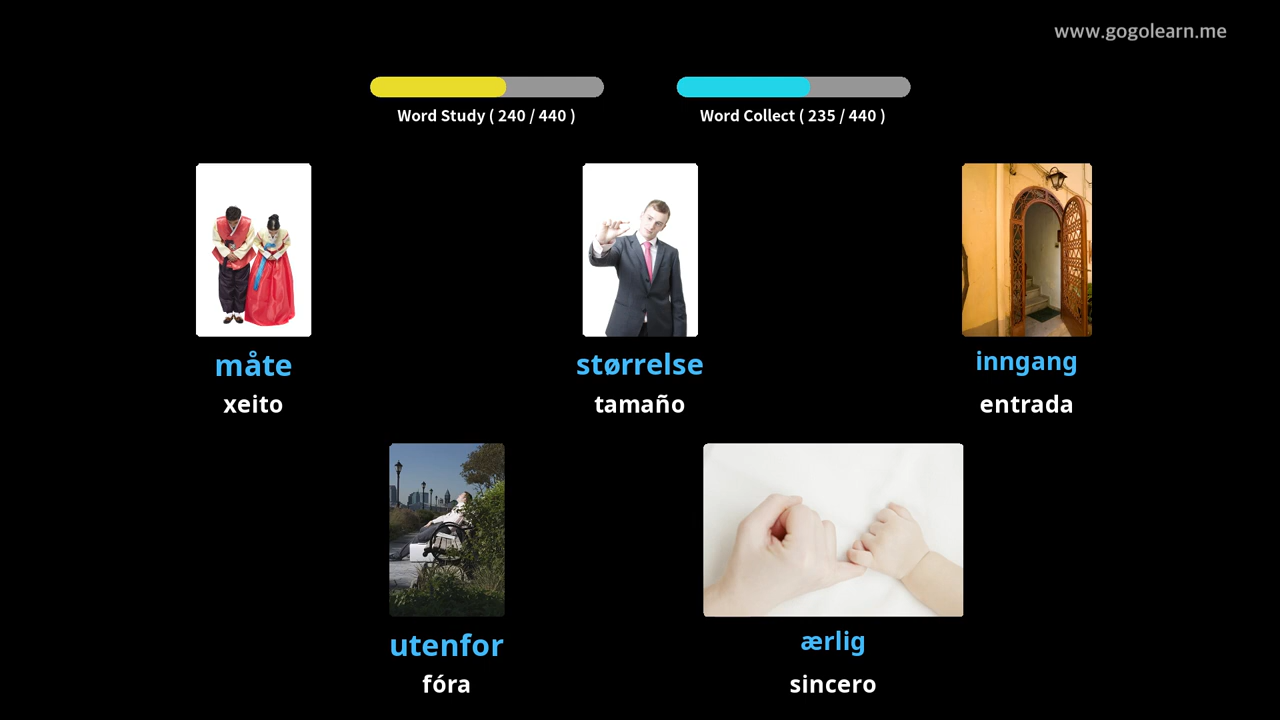 www.gogolearn.me
Word Study ( 240 / 440 )
Word Collect ( 235 / 440 )
måte
størrelse
inngang
xeito
tamaño
entrada
utenfor
ærlig
fóra
sincero